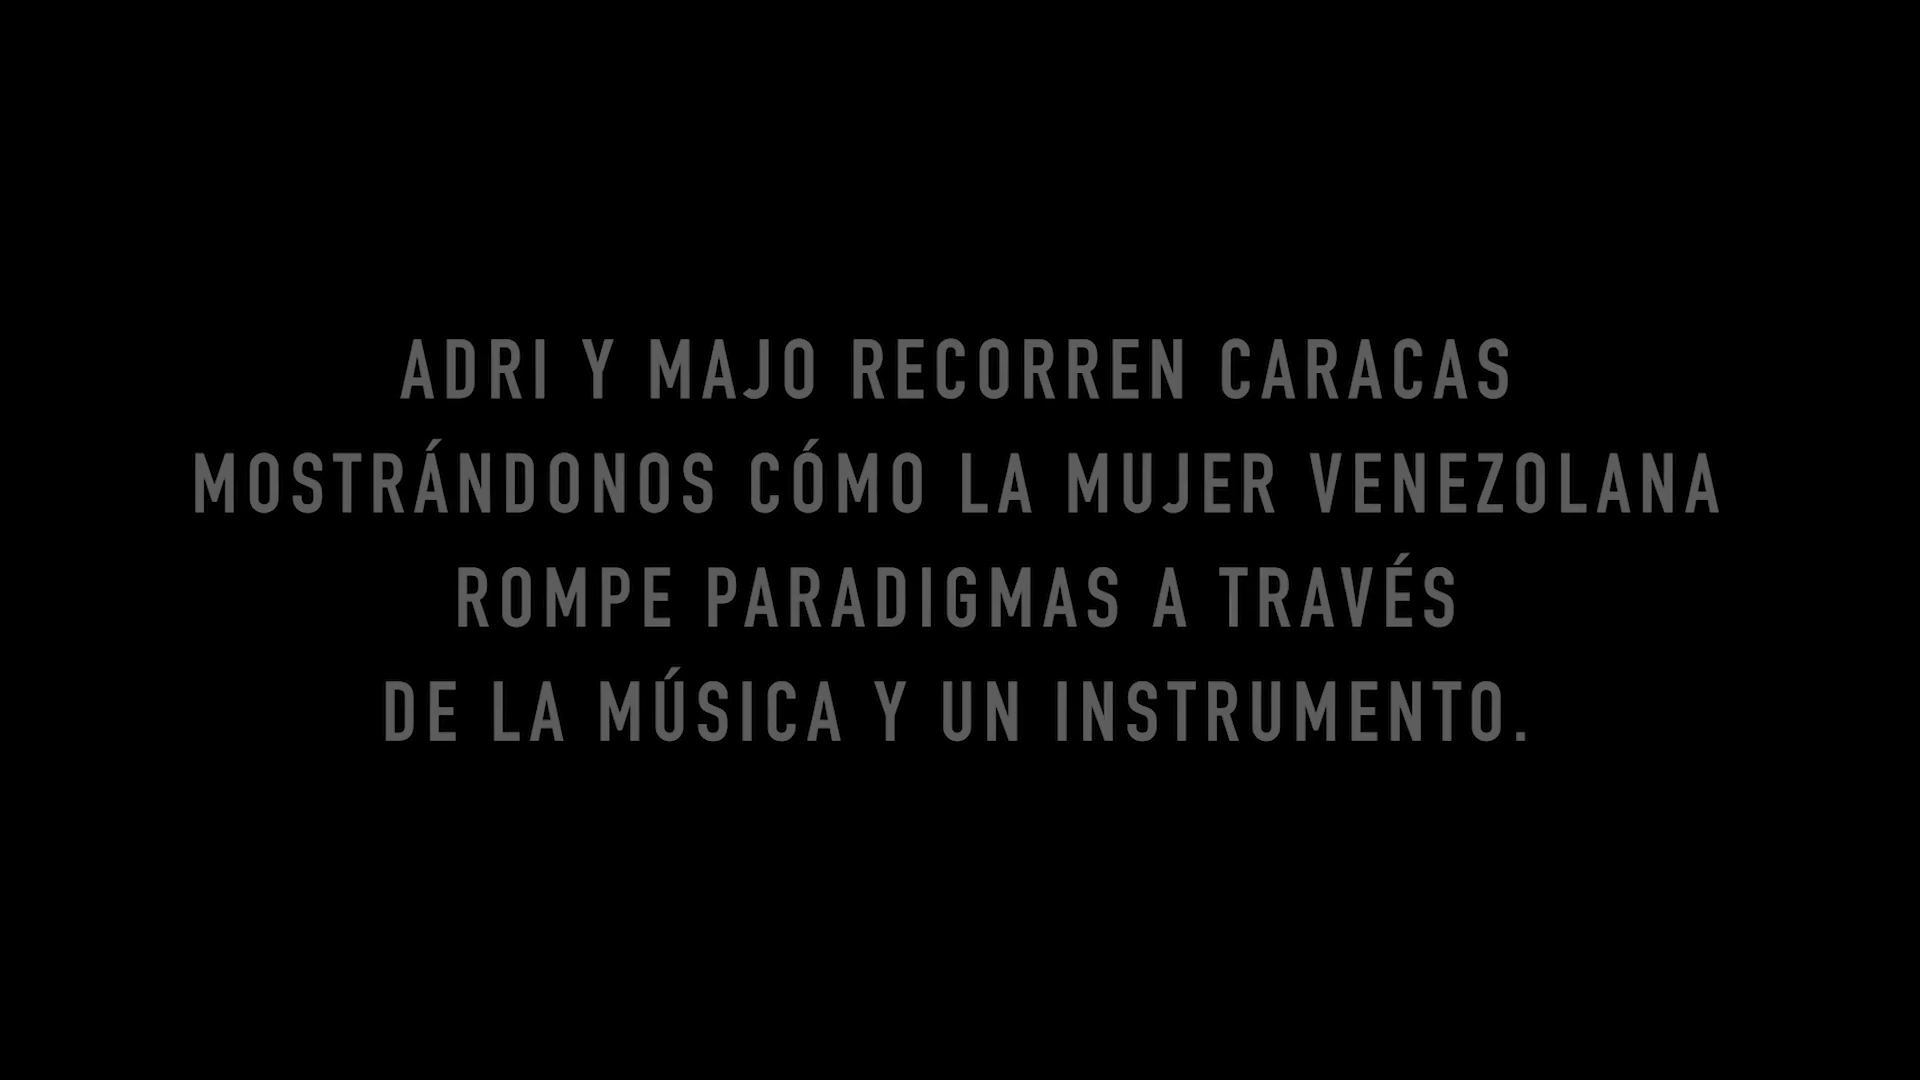 ADRI Y MAJO RECORREN CARACAS
MOSTRÁNDONOS CÓMO LA MUJER VENEZOLANA
ROMPE PARADIGMAS A TRAVÉS
DE LA MÚSICA Y UN INSTRUMENTO.